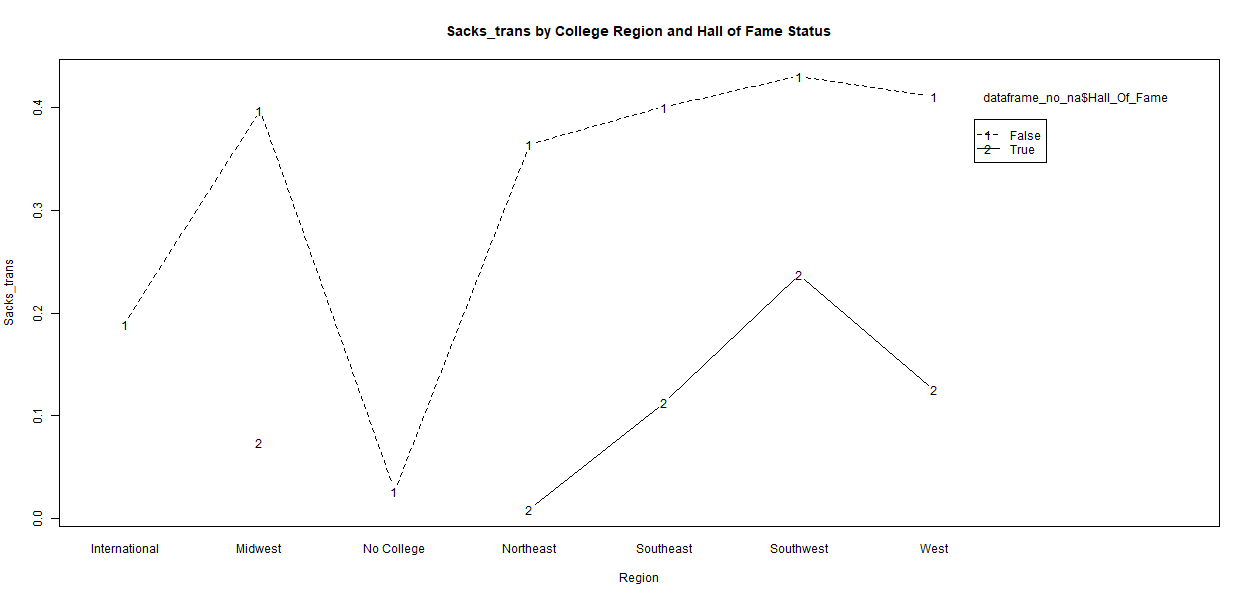 Sacks_trans by College Region and Hall of Fame Status
Sacks_trans
0.4
0.3
0.2
0.1
0.0
1
1
1
1
1
1
1
2
2
2
2
2
dataframe_no_na$Hall_Of_Fame
1 False
2 True
International Midwest No College Northeast Southeast Southwest West
Region